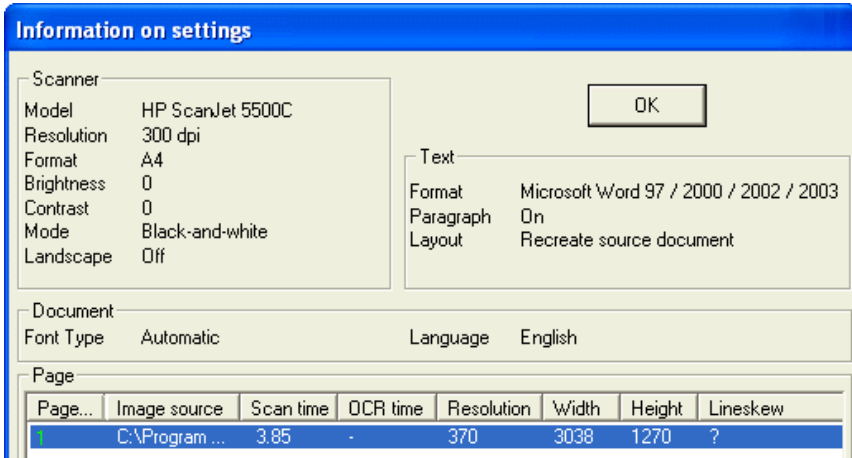 Information on settings
Scanner
Model HP ScanJet 5500C
Resolution 300 dpi
Format A4
Brightness 0
Contrast 0
Mode Black-and-white
Landscape Off
OK
Text
Format Microsoft Word 97 / 2000 / 2002 / 2003
Paragraph On
Layout Recreate source document
Document
Font Type Automatic Language English
Page
Page... Image source Scan time OCR time Resolution Width Height Lineskew
1 C:\Program ... 3.85 - 370 3038 1270 ?